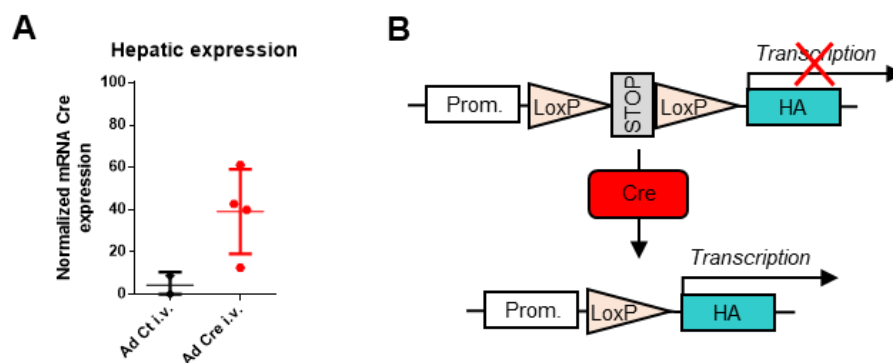 A
Hepatic expression
Normalized mRNA Cre
expression
100
80
60
40
20
0
Ad Ct i.v.
Ad Cre i.v.
B
Transcription
Prom.
LoxP
STOP
LoxP
HA
Cre
Transcription
Prom.
LoxP
HA